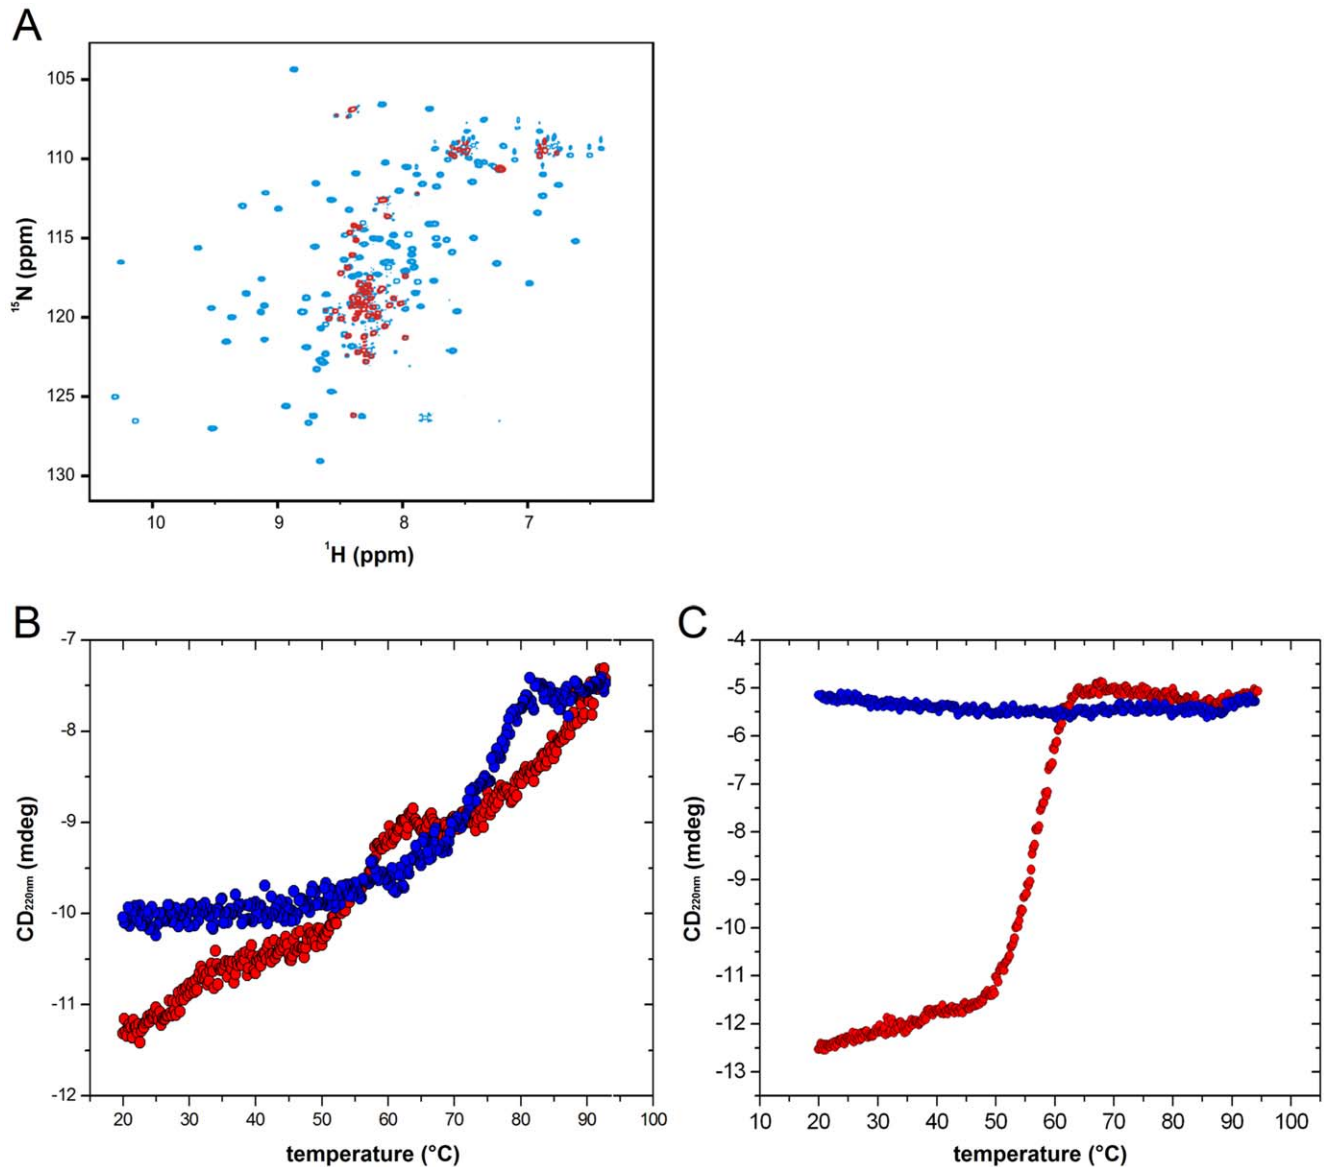 A
105
110
115
120
125
130
15N (ppm)
10 9 8 7
1H (ppm)
B
-7
-8
-9
-10
-11
-12
CD220nm (mdeg)
20 30 40 50 60 70 80 90 100
temperature (°C)
C
-4
-5
-6
-7
-8
-9
-10
-11
-12
-13
CD220nm (mdeg)
10 20 30 40 50 60 70 80 90 100
temperature (°C)